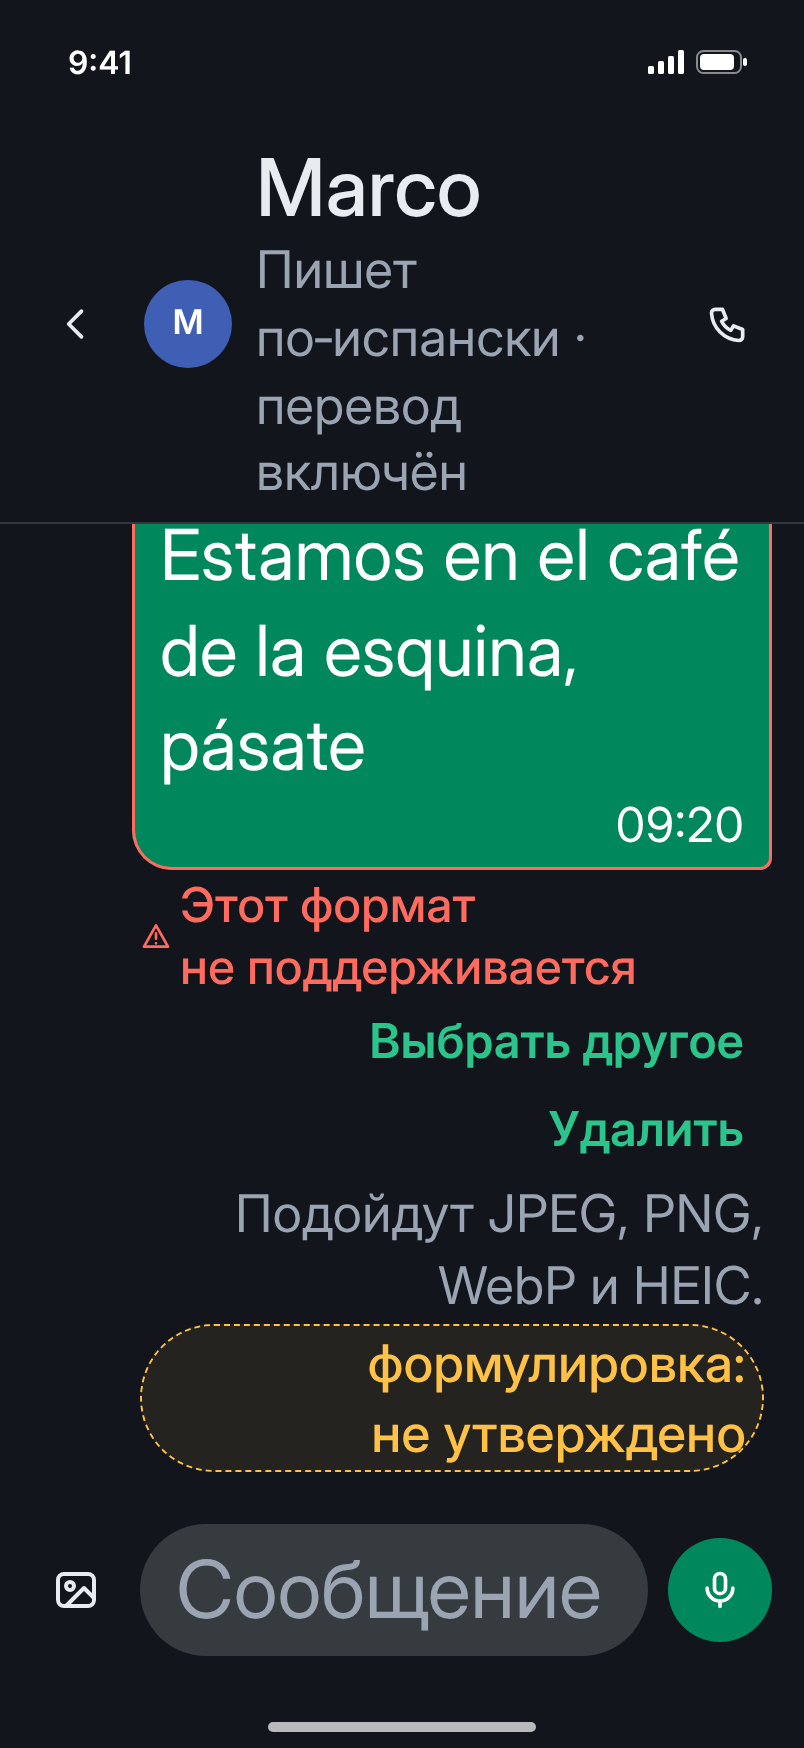 9:41
Marco
Пишет
по-испански ·
перевод
включён
M
Estamos en el café
de la esquina,
pásate
09:20
Этот формат
не поддерживается
Выбрать другое
Удалить
Подойдут JPEG, PNG,
WebP и HEIC.
формулировка:
не утверждено
Сообщение